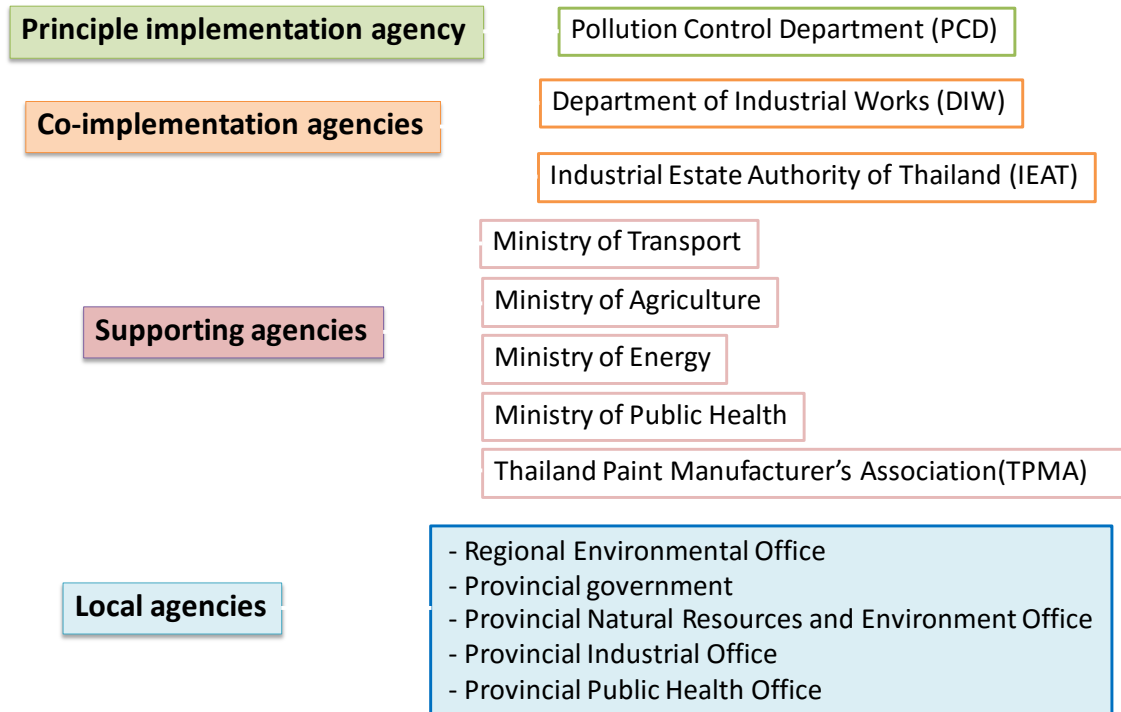 Principle implementation agency
Pollution Control Department (PCD)
Co-implementation agencies
Department of Industrial Works (DIW)
Industrial Estate Authority of Thailand (IEAT)
Supporting agencies
Ministry of Transport
Ministry of Agriculture
Ministry of Energy
Ministry of Public Health
Thailand Paint Manufacturer’s Association(TPMA)
Local agencies
- Regional Environmental Office
- Provincial government
- Provincial Natural Resources and Environment Office
- Provincial Industrial Office
- Provincial Public Health Office